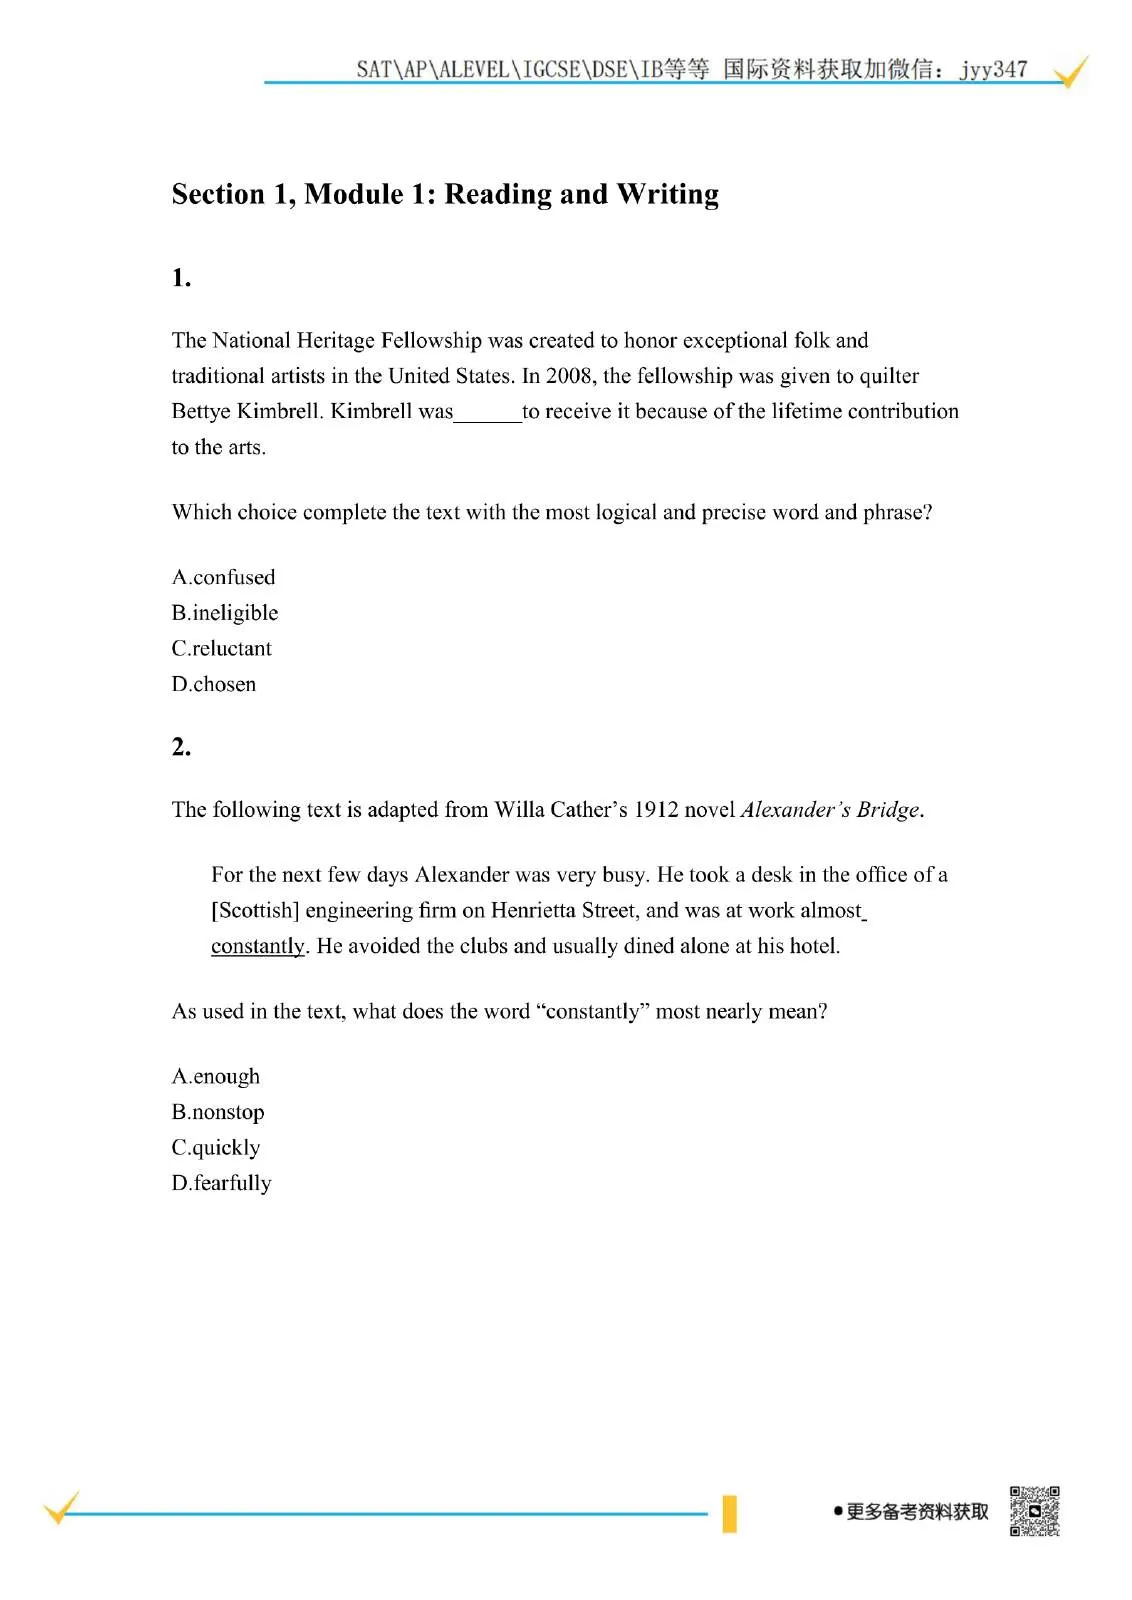 SAT\AP\ALEVEL\IGCSE\DSE\IB等等 国际资料获取加微信: jyy347
Section 1, Module 1: Reading and Writing
1.
The National Heritage Fellowship was created to honor exceptional folk and
traditional artists in the United States. In 2008, the fellowship was given to quilter
Bettye Kimbrell. Kimbrell was______to receive it because of the lifetime contribution
to the arts.
Which choice complete the text with the most logical and precise word and phrase?
A.confused
B.ineligible
C.reluctant
D.chosen
2.
The following text is adapted from Willa Cather’s 1912 novel Alexander’s Bridge.
For the next few days Alexander was very busy. He took a desk in the office of a
[Scottish] engineering firm on Henrietta Street, and was at work almost
constantly. He avoided the clubs and usually dined alone at his hotel.
As used in the text, what does the word “constantly” most nearly mean?
A.enough
B.nonstop
C.quickly
D.fearfully
•更多备考资料获取